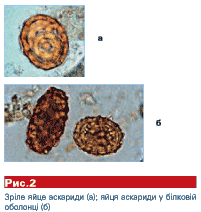 а
б
Рис.2
Зріле яйце аскариди (а); яйця аскариди у білковій
оболонці (б)